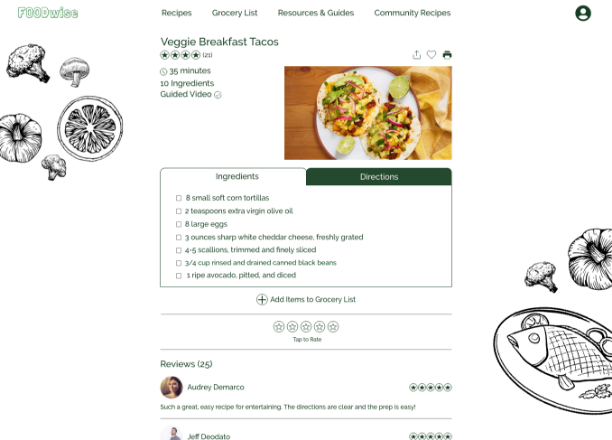 FOODwise
Recipes Grocery List Resources & Guides Community Recipes
Veggie Breakfast Tacos
(21)
35 minutes
10 Ingredients
Guided Video
Ingredients Directions
8 small soft corn tortillas
2 teaspoons extra virgin olive oil
8 large eggs
3 ounces sharp white cheddar cheese, freshly grated
4-5 scallions, trimmed and finely sliced
3/4 cup rinsed and drained canned black beans
1 ripe avocado, pitted, and diced
Add Items to Grocery List
Tap to Rate
Reviews (25)
Audrey Demarco
Such a great, easy recipe for entertaining. The directions are clear and the prep is easy!
Jeff Deodato